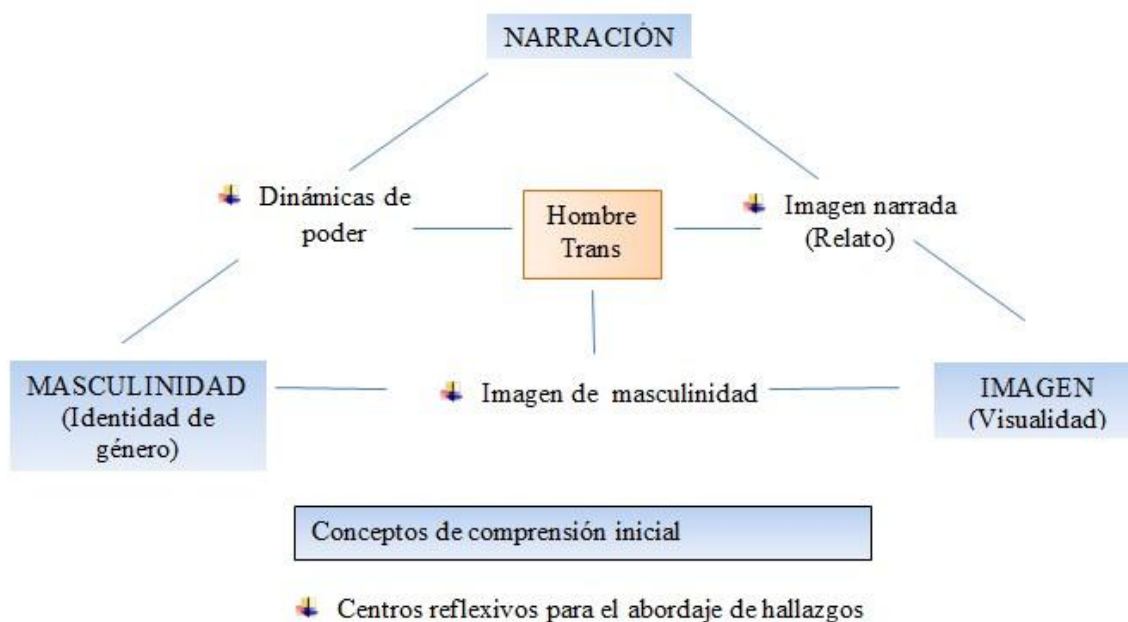 NARRACIÓN
Dinámicas de
poder
Hombre
Trans
Imagen narrada
(Relato)
MASCULINIDAD
(Identidad de
género)
Imagen de masculinidad
IMAGEN
(Visualidad)
Conceptos de comprensión inicial
Centros reflexivos para el abordaje de hallazgos